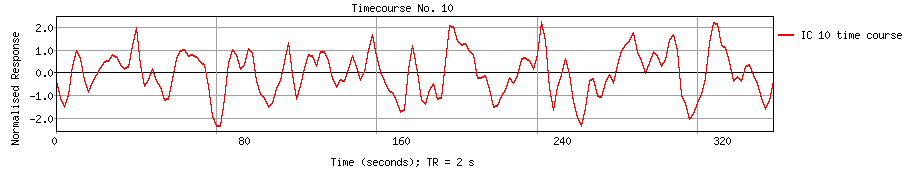 Timecourse No. 10
Normalised Response
2.0
1.0
0.0
-1.0
-2.0
0 80 160 240 320
Time (seconds); TR = 2 s
IC 10 time course